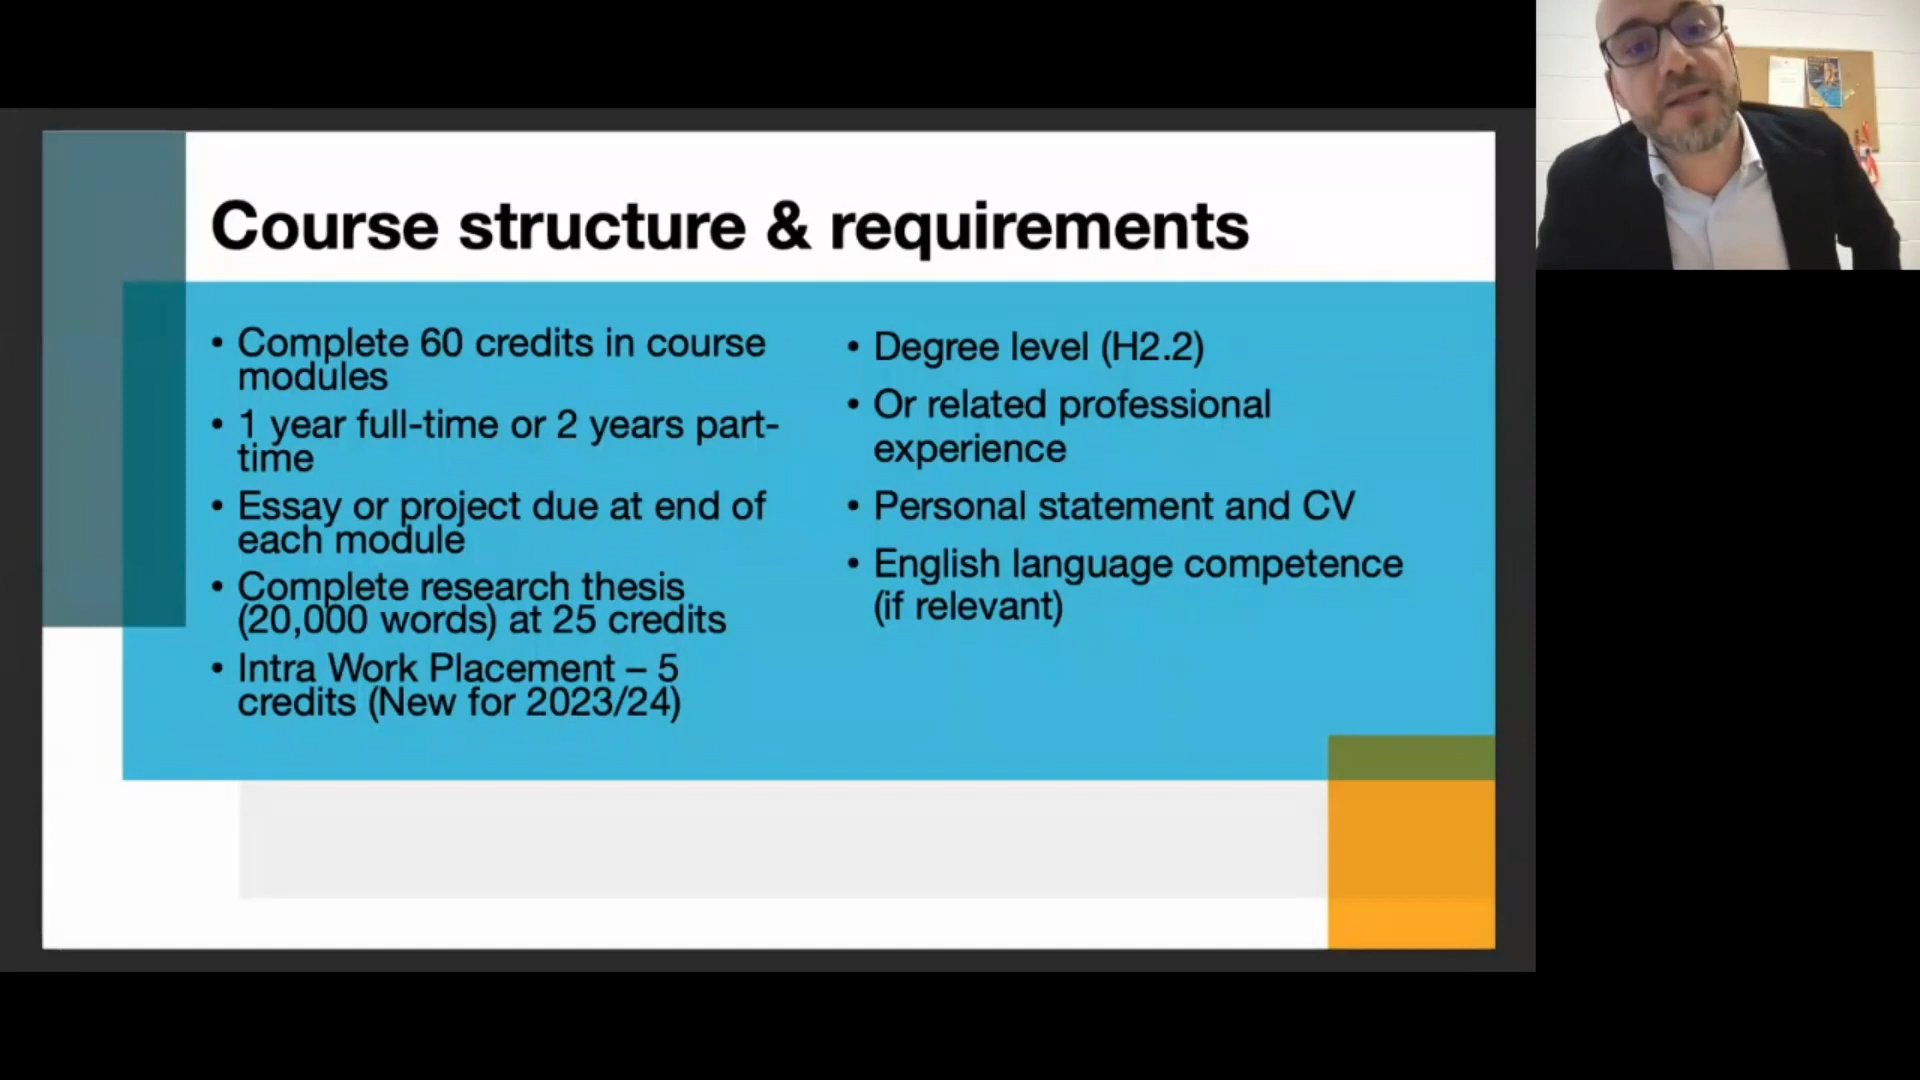 Course structure & requirements
• Complete 60 credits in course
modules
• 1 year full-time or 2 years part-
time
• Essay or project due at end of
each module
• Complete research thesis
(20,000 words) at 25 credits
• Intra Work Placement – 5
credits (New for 2023/24)
• Degree level (H2.2)
• Or related professional
experience
• Personal statement and CV
• English language competence
(if relevant)